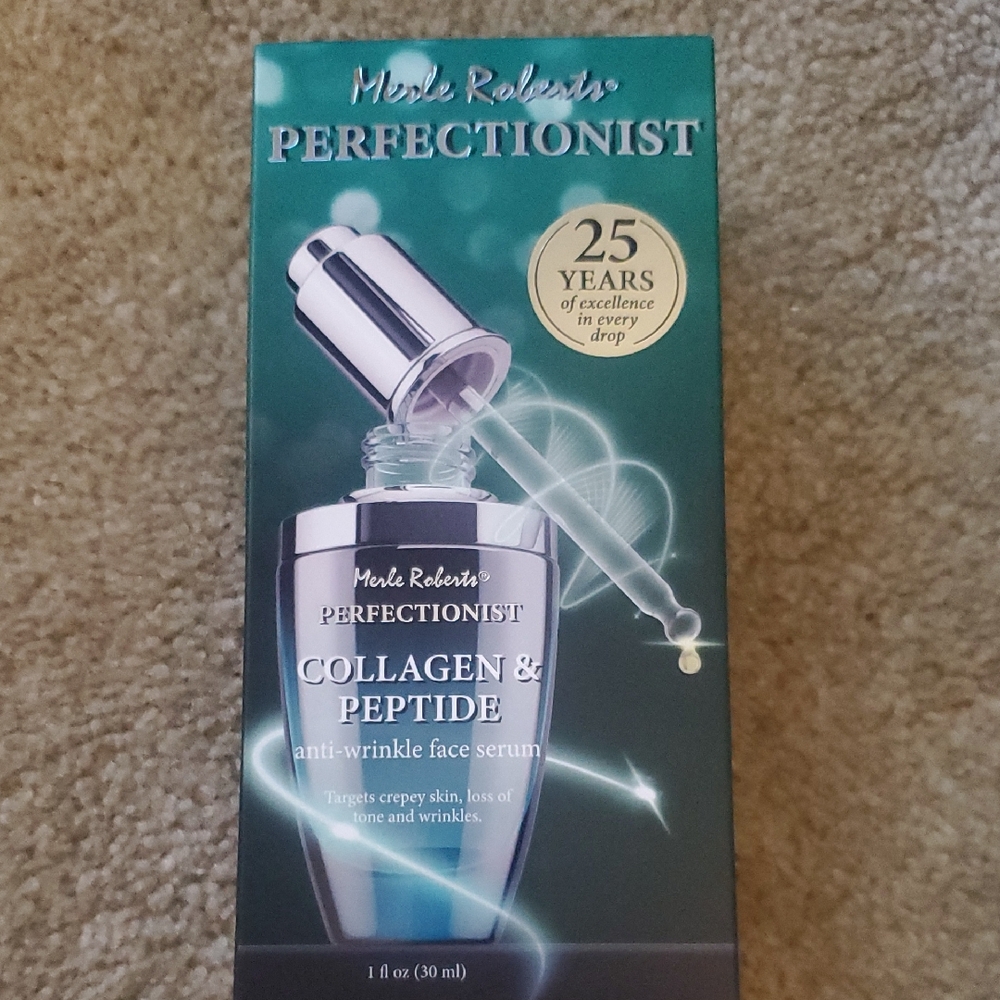 Merle Roberts®
PERFECTIONIST
25
YEARS
of excellence
in every
drop
Merle Roberts®
PERFECTIONIST
COLLAGEN &
PEPTIDE
anti-wrinkle face serum
Targets crepey skin, loss of
tone and wrinkles.
1 fl oz (30 ml)